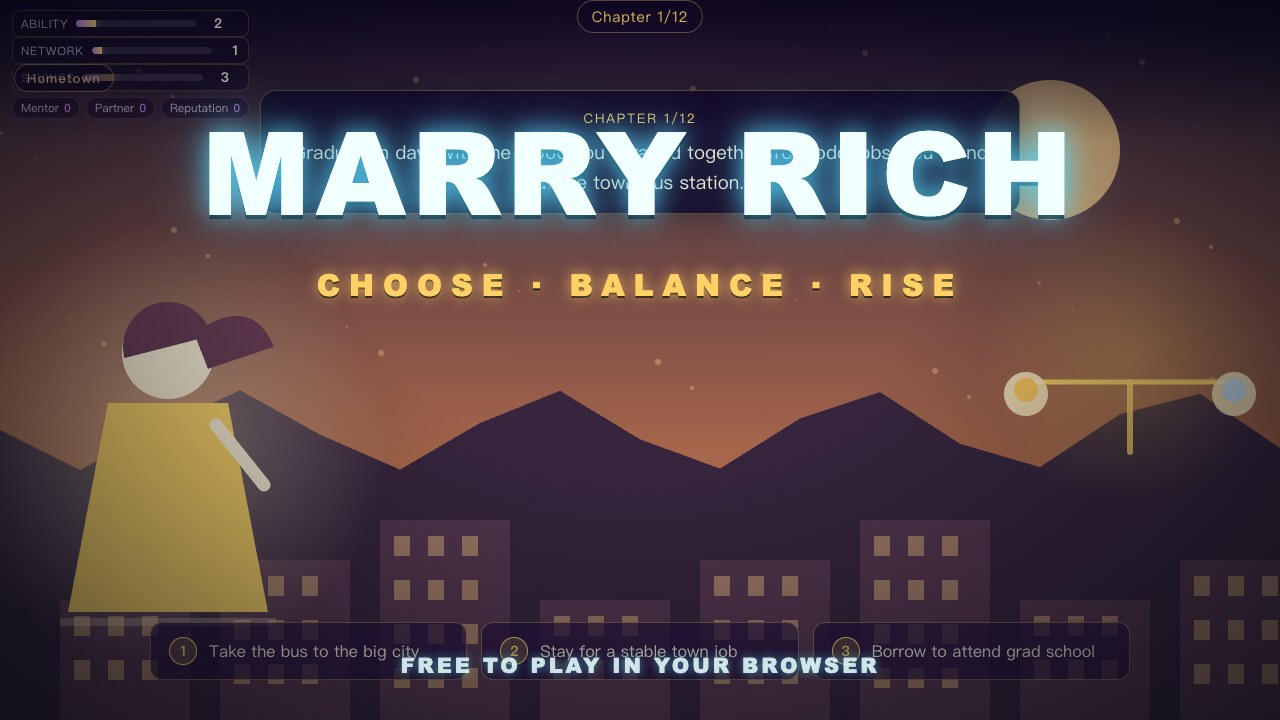 Chapter 1/12
ABILITY 2
NETWORK 1
3
Hometown
Mentor 0 Partner 0 Reputation 0
CHAPTER 1/12
MARRY RICH
us station.
CHOOSE · BALANCE · RISE
1 Take the bus to the big city
2 Stay for a stable town job
3 Borrow to attend grad school
FREE TO PLAY IN YOUR BROWSER